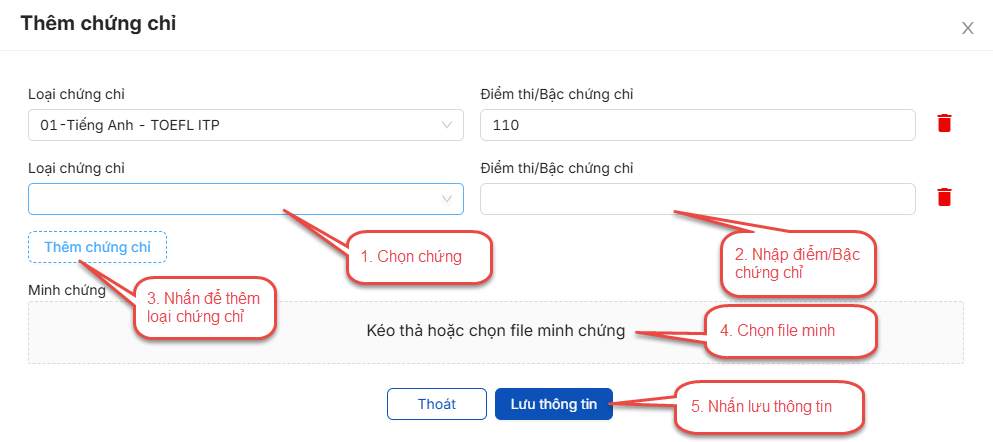 Thêm chứng chỉ
X
Loại chứng chỉ
Điểm thi/Bậc chứng chỉ
01-Tiếng Anh - TOEFL ITP
110
Loại chứng chỉ
Điểm thi/Bậc chứng chỉ
Thêm chứng chỉ
1. Chọn chứng
2. Nhập điểm/Bậc
chứng chỉ
Minh chứng
3. Nhấn để thêm
loại chứng chỉ
Kéo thả hoặc chọn file minh chứng
4. Chọn file minh
Thoát
Lưu thông tin
5. Nhấn lưu thông tin